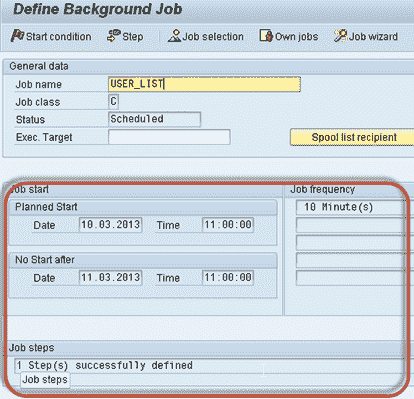 Define Background Job
Start condition Step Job selection Own jobs Job wizard
General data
Job name USER_LIST
Job class C
Status Scheduled
Exec. Target
Spool list recipient
Job start
Planned Start
Date 10.03.2013 Time 11:00:00
No Start after
Date 11.03.2013 Time 11:00:00
Job frequency
10 Minute(s)
Job steps
1 Step(s) successfully defined
Job steps